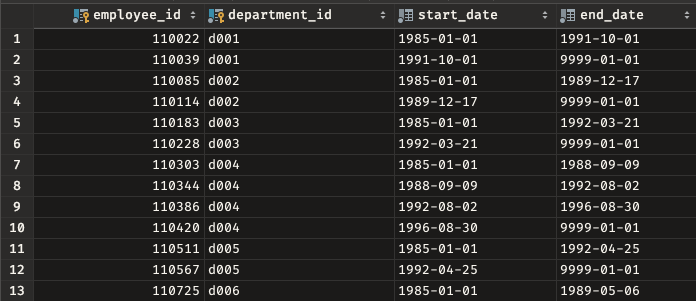 employee_id department_id start_date end_date
1 110022 d001 1985-01-01 1991-10-01
2 110039 d001 1991-10-01 9999-01-01
3 110085 d002 1985-01-01 1989-12-17
4 110114 d002 1989-12-17 9999-01-01
5 110183 d003 1985-01-01 1992-03-21
6 110228 d003 1992-03-21 9999-01-01
7 110303 d004 1985-01-01 1988-09-09
8 110344 d004 1988-09-09 1992-08-02
9 110386 d004 1992-08-02 1996-08-30
10 110420 d004 1996-08-30 9999-01-01
11 110511 d005 1985-01-01 1992-04-25
12 110567 d005 1992-04-25 9999-01-01
13 110725 d006 1985-01-01 1989-05-06